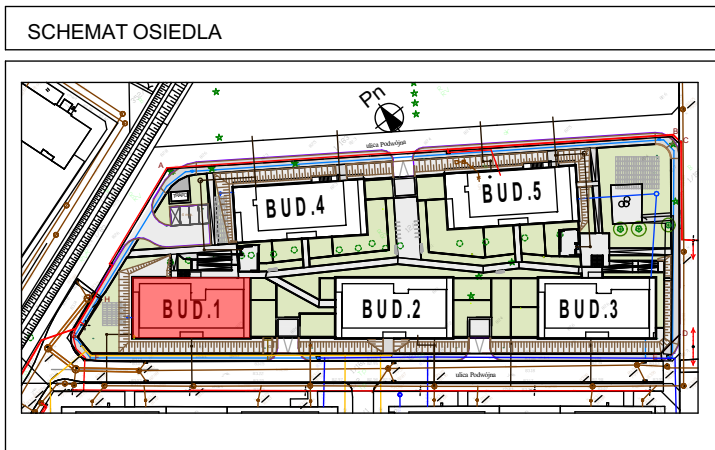 SCHEMAT OSIEDLA
Pn
ulica Podwójna
A
B
C
BUD.4
BUD.5
H
BUD.1
BUD.2
BUD.3
D
ulica Podwójna